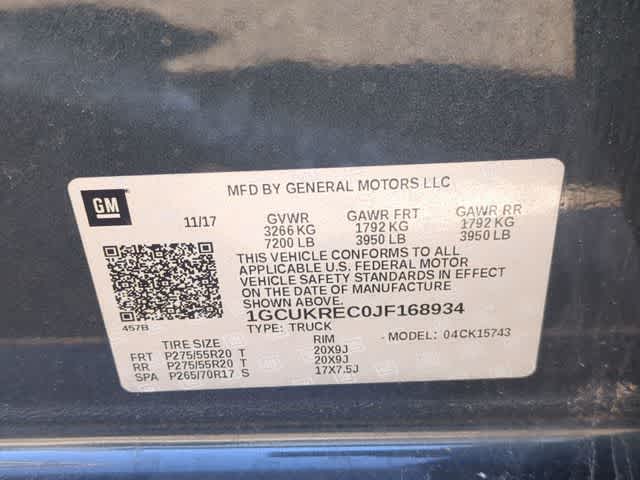 GM
MFD BY GENERAL MOTORS LLC
11/17 GVWR GAWR FRT GAWR RR
3266 KG 1792 KG 1792 KG
7200 LB 3950 LB 3950 LB
THIS VEHICLE CONFORMS TO ALL
APPLICABLE U.S. FEDERAL MOTOR
VEHICLE SAFETY STANDARDS IN EFFECT
ON THE DATE OF MANUFACTURE
SHOWN ABOVE.
457B
1GCUKREC0JF168934
TYPE: TRUCK MODEL: 04CK15743
TIRE SIZE RIM
FRT P275/55R20 T 20X9J
RR P275/55R20 T 20X9J
SPA P265/70R17 S 17X7.5J